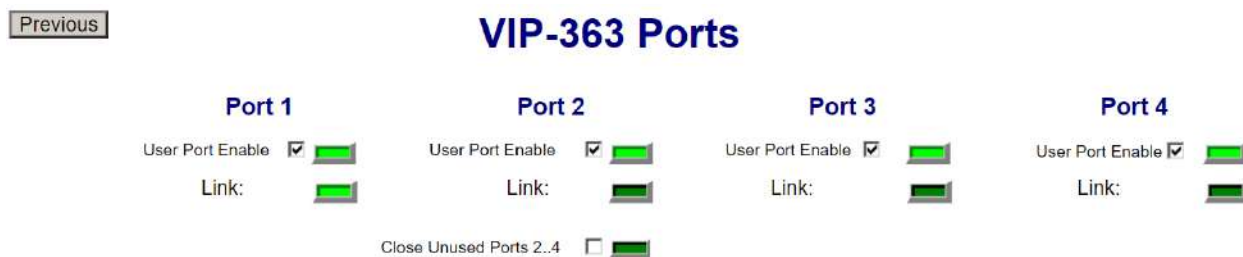 Previous
VIP-363 Ports
Port 1 Port 2 Port 3 Port 4
User Port Enable User Port Enable User Port Enable User Port Enable
Link: Link: Link: Link:
Close Unused Ports 2..4